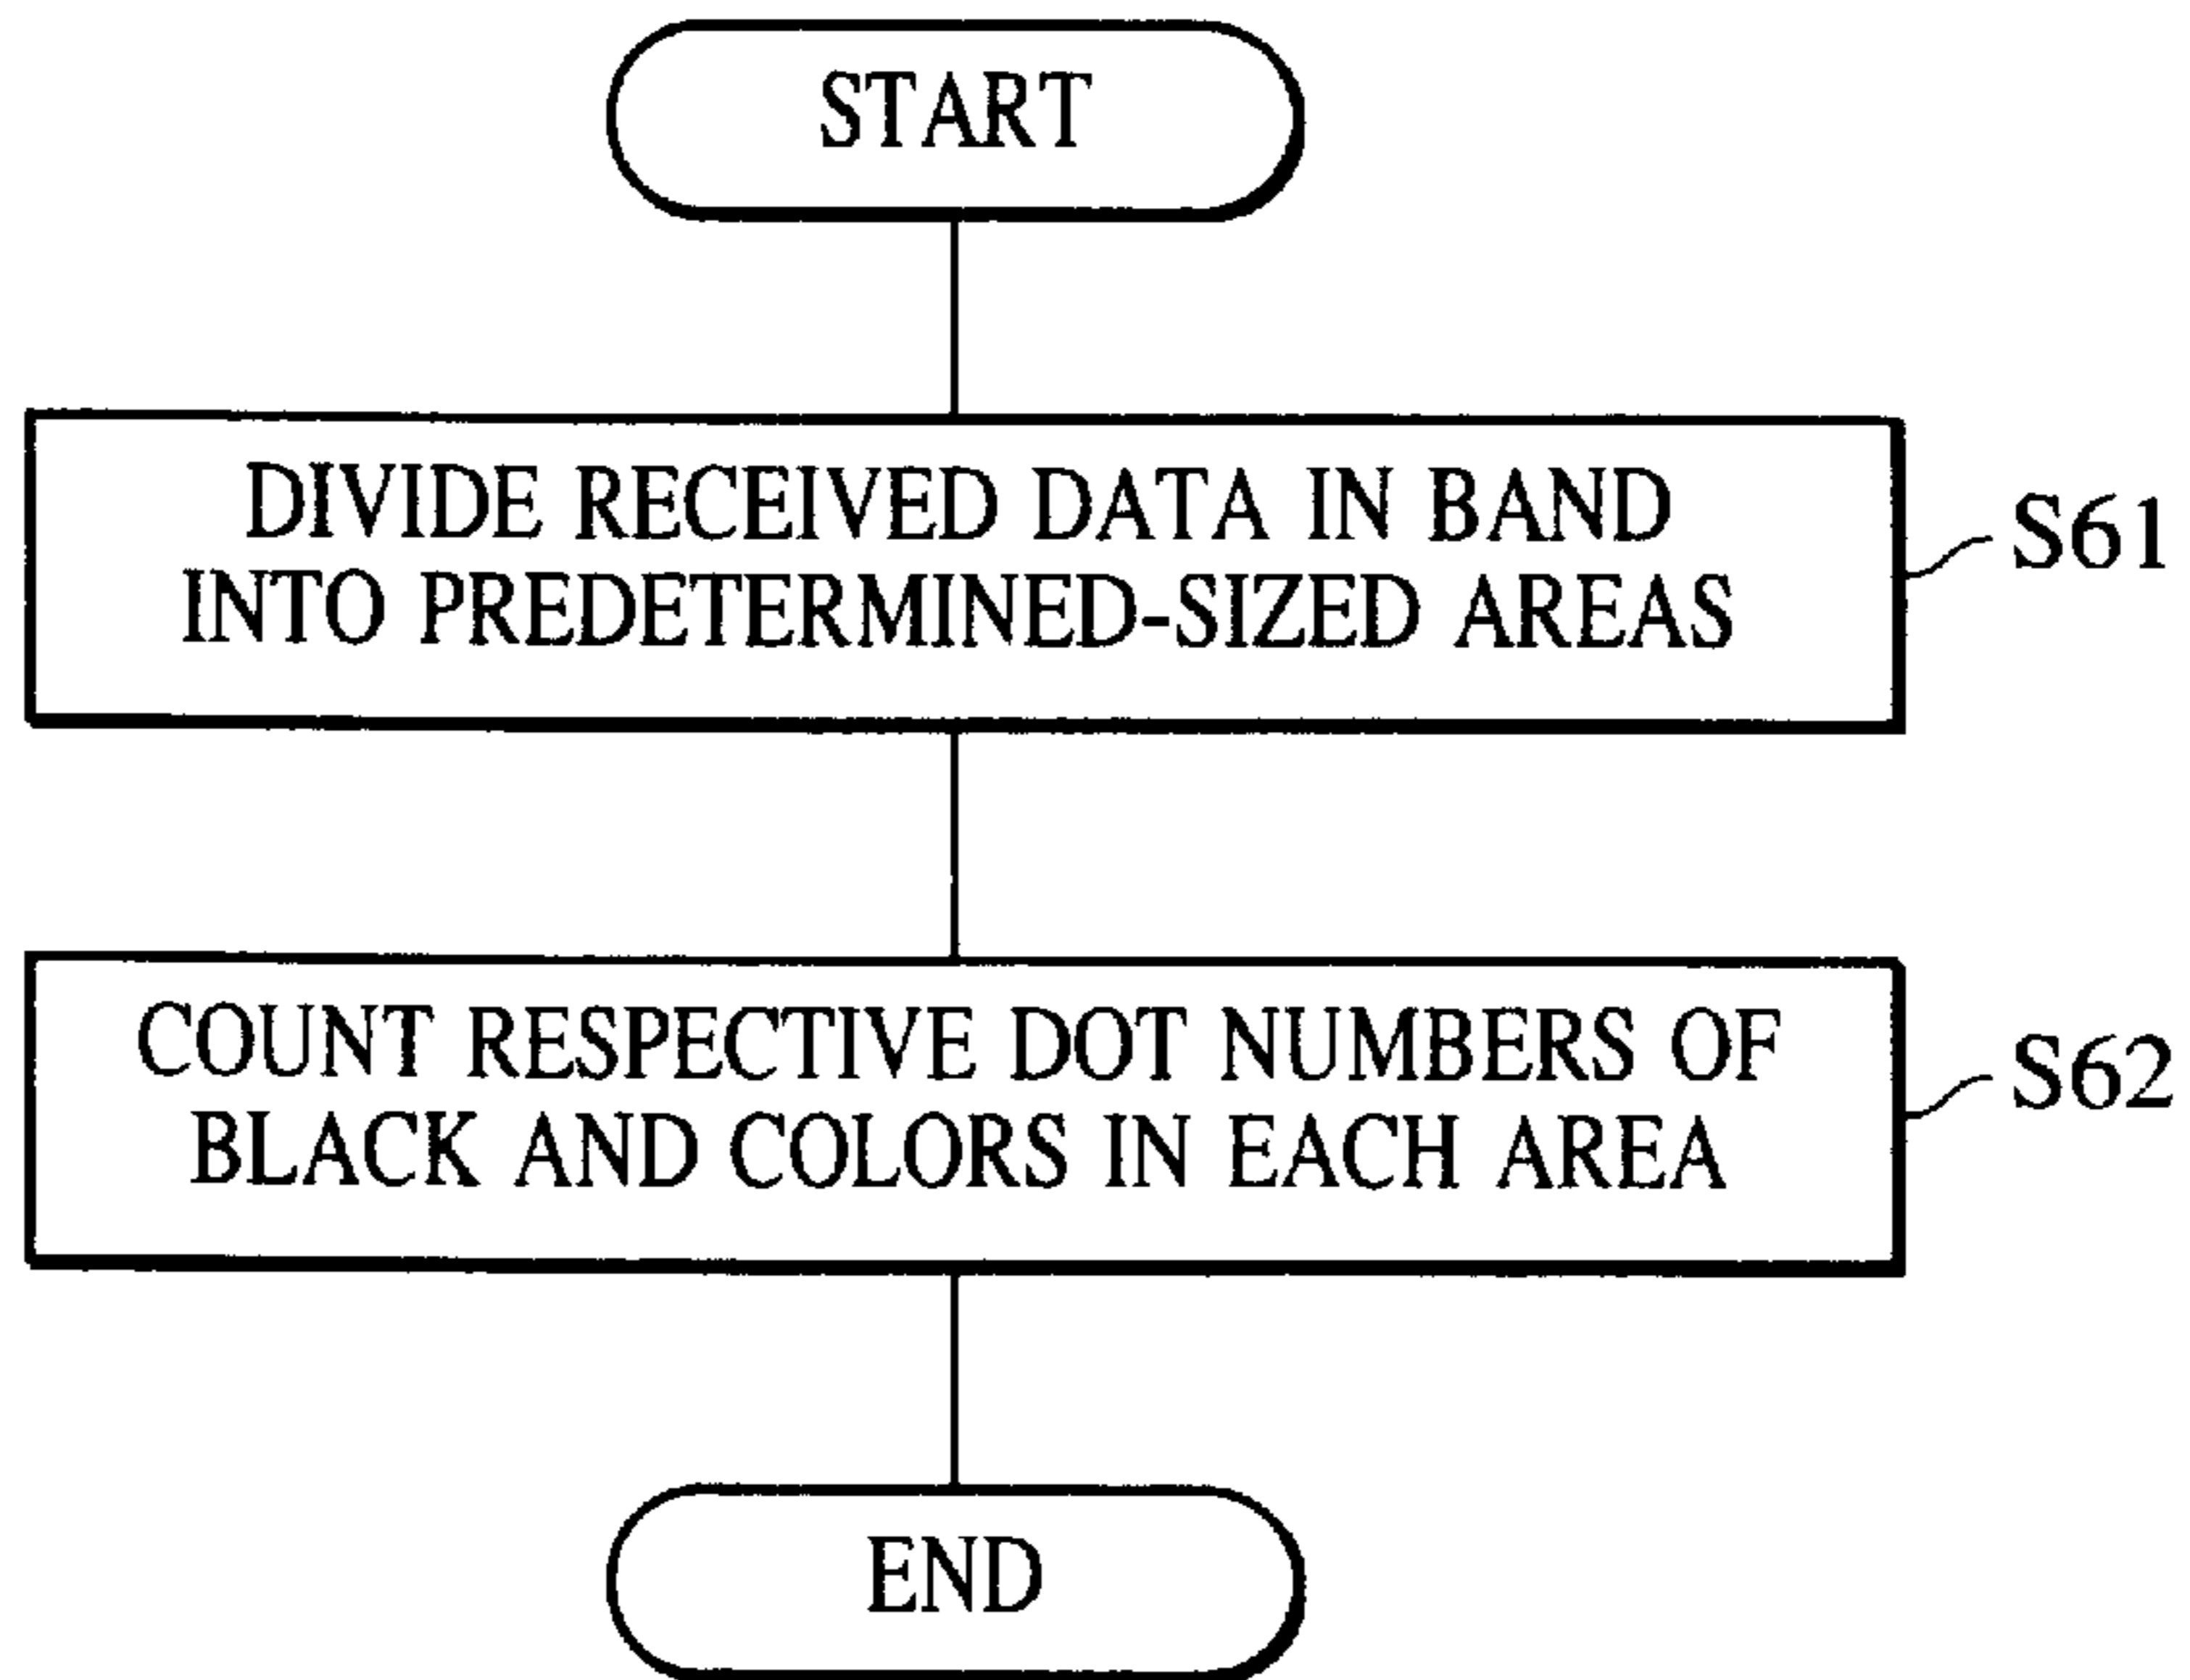 START
DIVIDE RECEIVED DATA IN BAND
INTO PREDETERMINED-SIZED AREAS
S61
COUNT RESPECTIVE DOT NUMBERS OF
BLACK AND COLORS IN EACH AREA
S62
END